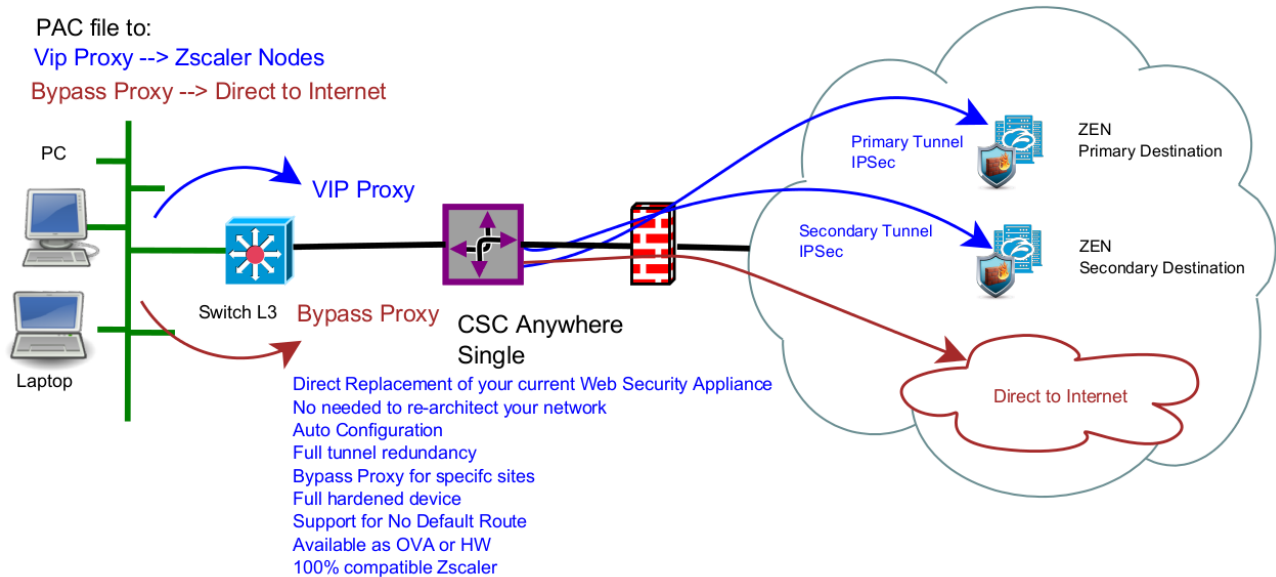 PAC file to:
Vip Proxy --> Zscaler Nodes
Bypass Proxy --> Direct to Internet
PC
VIP Proxy
Primary Tunnel
IPSec
ZEN
Primary Destination
Secondary Tunnel
IPSec
ZEN
Secondary Destination
Switch L3
Bypass Proxy
CSC Anywhere
Single
Laptop
Direct to Internet
Direct Replacement of your current Web Security Appliance
No needed to re-architect your network
Auto Configuration
Full tunnel redundancy
Bypass Proxy for specifc sites
Full hardened device
Support for No Default Route
Available as OVA or HW
100% compatible Zscaler